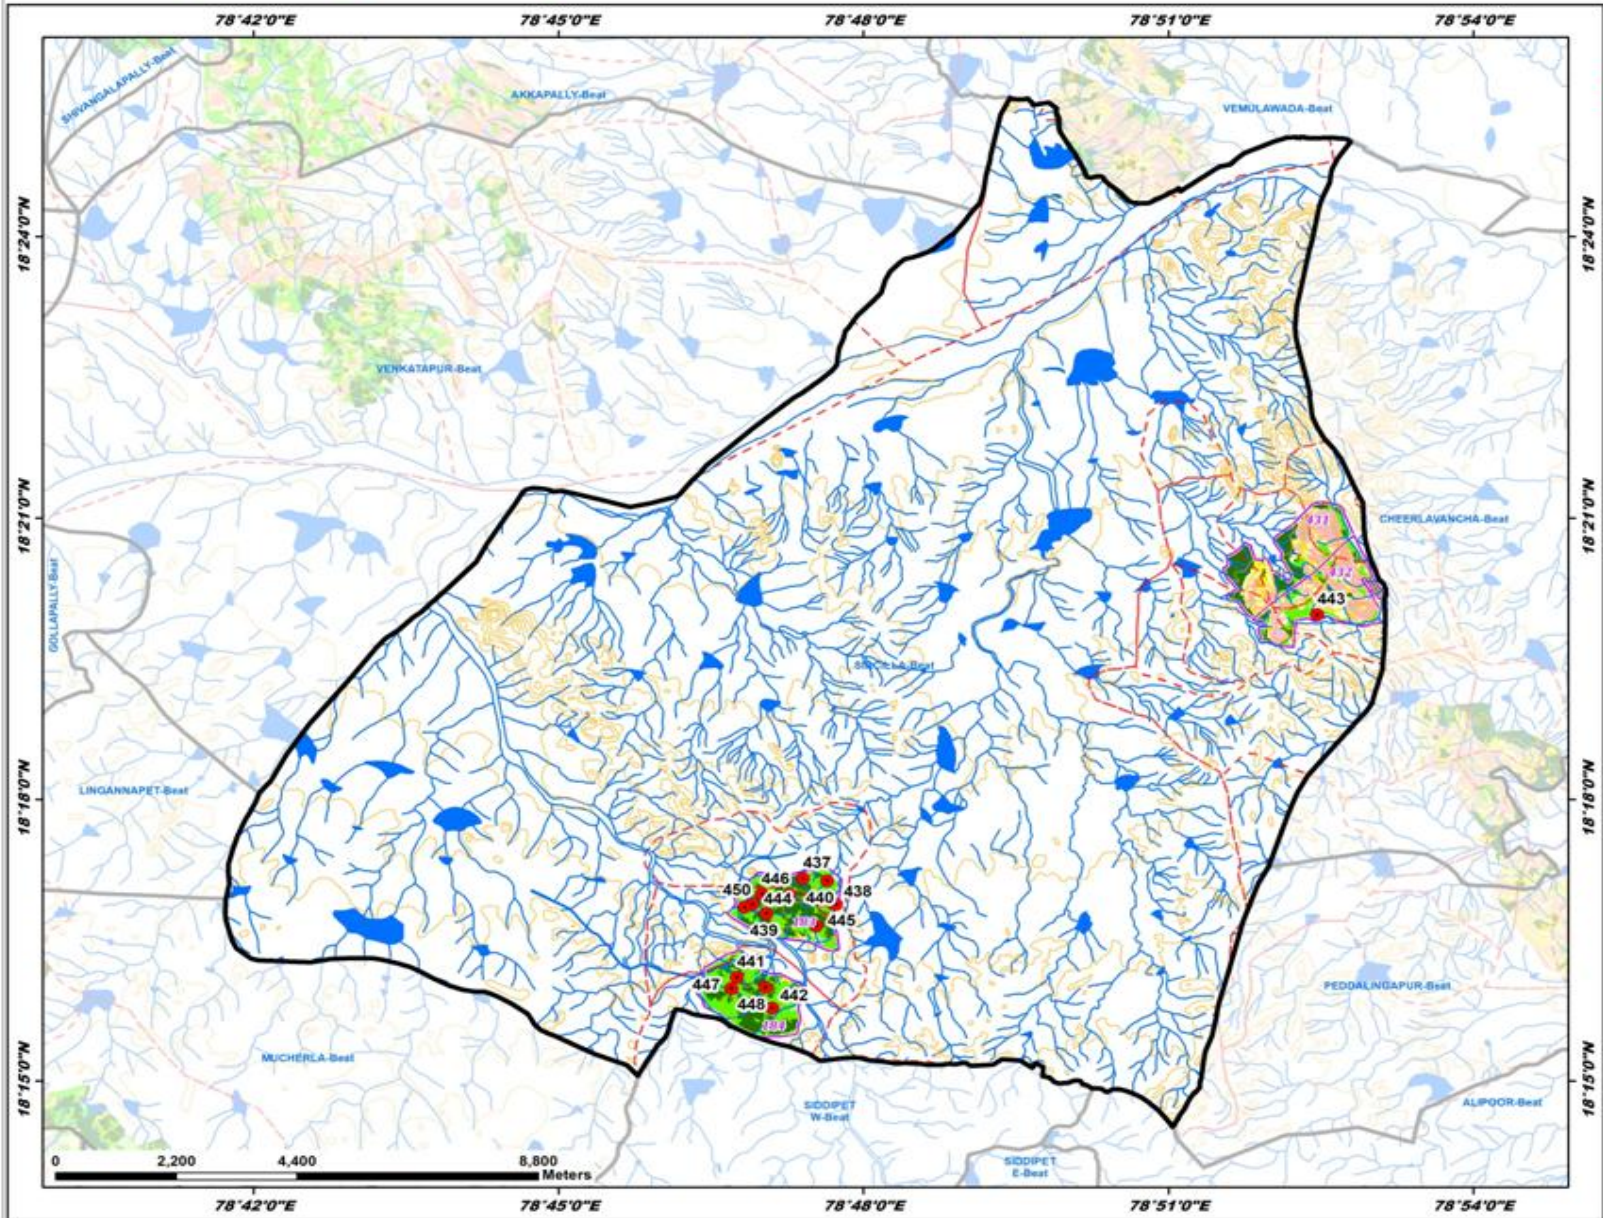 78°42'0"E 78°45'0"E 78°48'0"E 78°51'0"E 78°54'0"E
SHIVANGALAPALLY-Beat
AKKAPALLY-Beat
VEMULAWADA-Beat
18°24'0"N
18°24'0"N
VENKATAPUR-Beat
18°21'0"N
431
CHEERLAVANCHA-Beat
18°21'0"N
GOLLAPALLY-Beat
432
443
SIRCILLA-Beat
LINGANNAPET-Beat
18°18'0"N
18°18'0"N
437
446
450
444
440
438
439
445
441
447
442
448
184
PEDDALINGAPUR-Beat
MUCHERLA-Beat
18°15'0"N
18°15'0"N
SIDDIPET
W-Beat
ALIPOOR-Beat
SIDDIPET
E-Beat
0 2,200 4,400 8,800
Meters
78°42'0"E 78°45'0"E 78°48'0"E 78°51'0"E 78°54'0"E